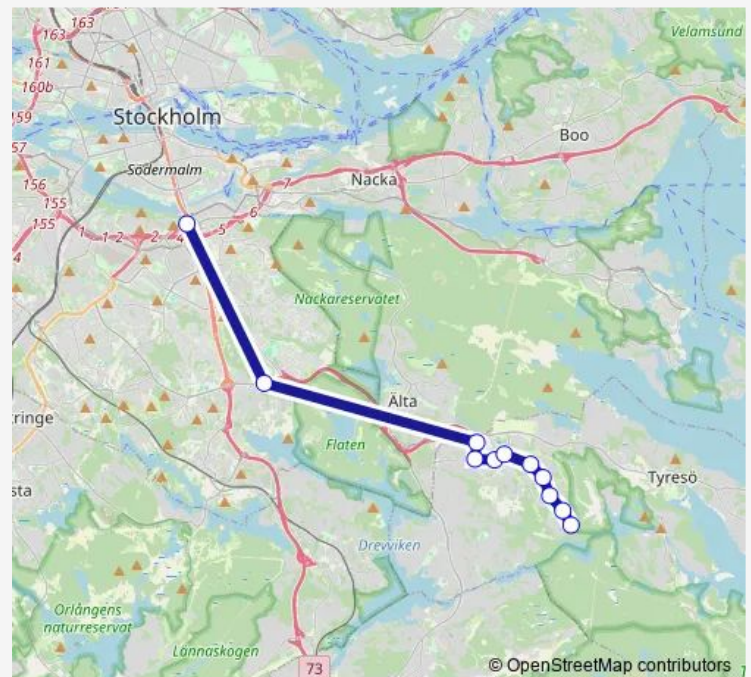 163
163
161
160b
159
157
156
155
155
4
Velamsund
Stockholm
Södermalm
Boo
Nacka
7
6
5
1
1
2
2
4
Nackareservatet
Älta
Flaten
Tyresö
Drevviken
ringe
sta
Orlångens
naturreservat
Lännaskogen
73
© OpenStreetMap contributors